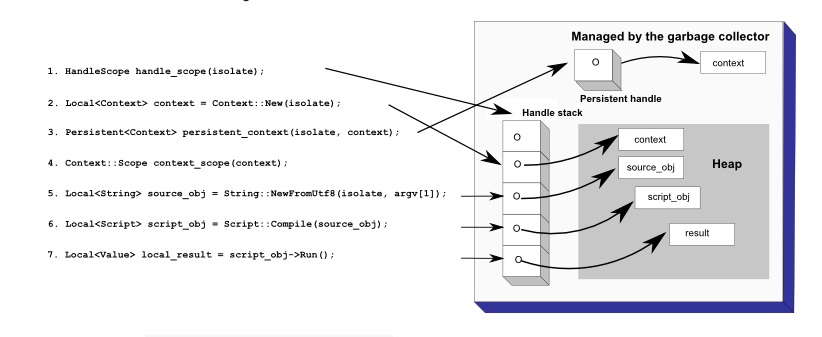 Managed by the garbage collector
O
context
Persistent handle
1. HandleScope handle_scope(isolate);
2. Local<Context> context = Context::New(isolate);
3. Persistent<Context> persistent_context(isolate, context);
4. Context::Scope context_scope(context);
5. Local<String> source_obj = String::NewFromUtf8(isolate, argv[1]);
6. Local<Script> script_obj = Script::Compile(source_obj);
7. Local<Value> local_result = script_obj->Run();
Handle stack
O
O
O
O
O
Heap
context
source_obj
script_obj
result